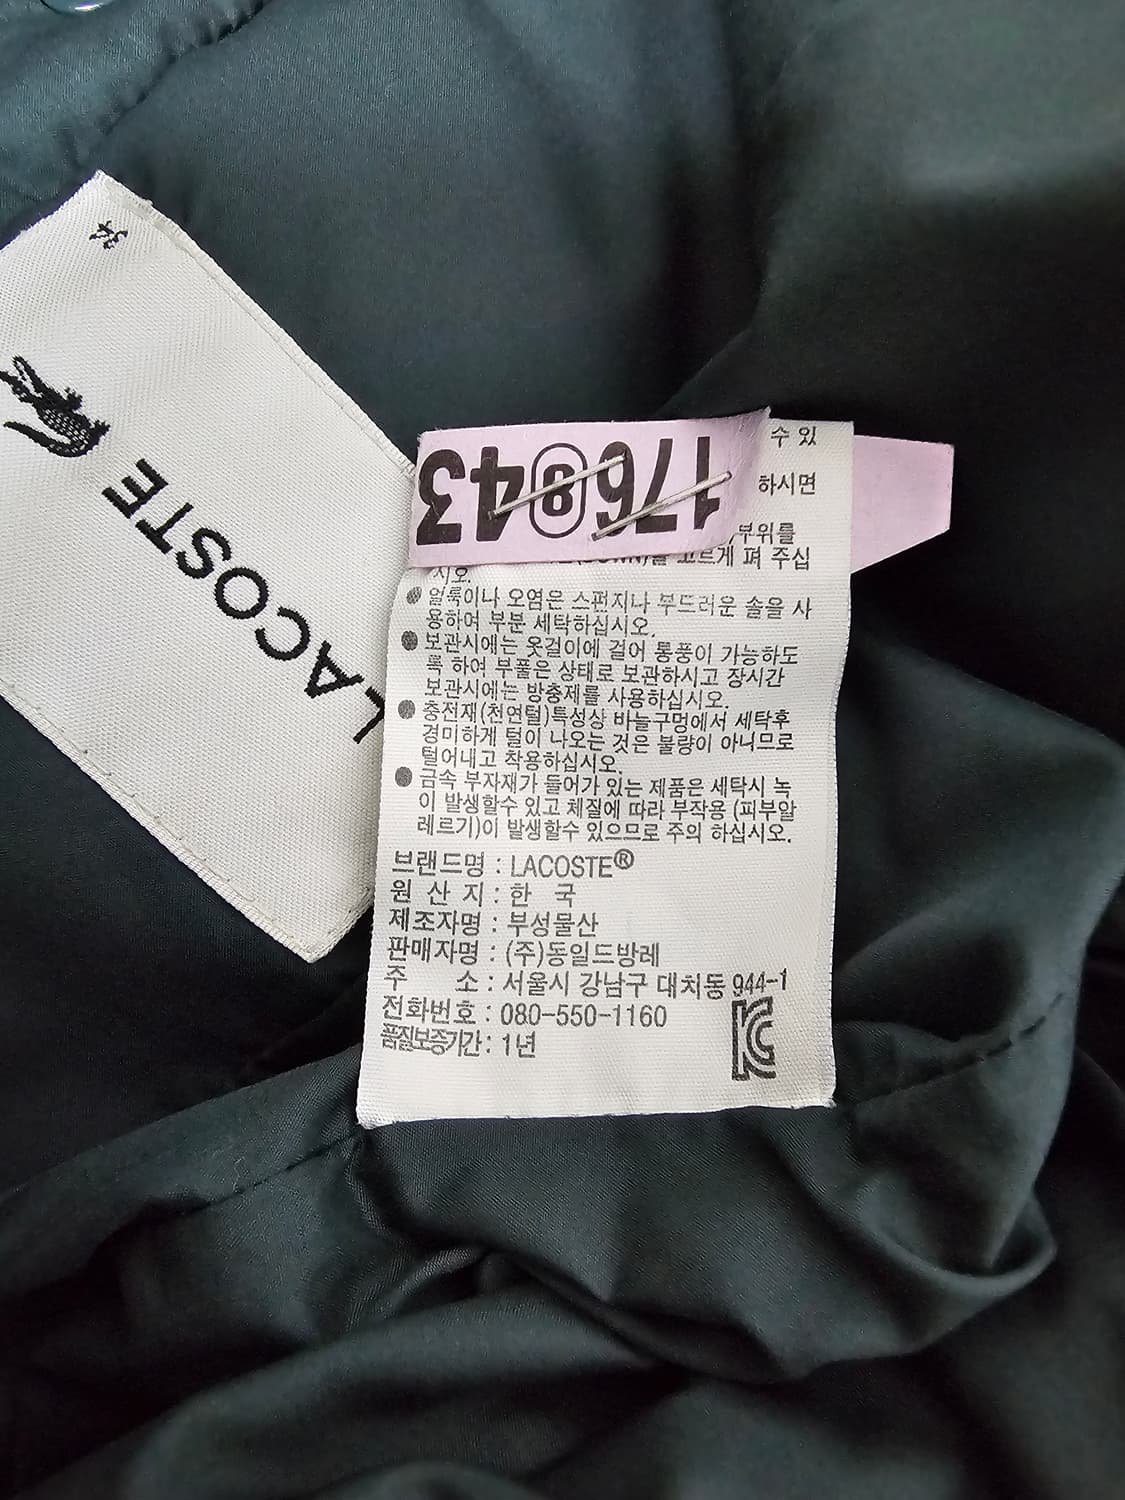 34
LACOSTE
176843
수 있
하시면
부위를
(DOWN)을 고르게 펴 주십
시오.
● 얼룩이나 오염은 스펀지나 부드러운 솔을 사
용하여 부분 세탁하십시오.
● 보관시에는 옷걸이에 걸어 통풍이 가능하도
록 하여 부풀은 상태로 보관하시고 장시간
보관시에는 방충제를 사용하십시오.
● 충전재(천연털)특성상 바늘구멍에서 세탁후
경미하게 털이 나오는 것은 불량이 아니므로
털어내고 착용하십시오.
● 금속 부자재가 들어가 있는 제품은 세탁시 녹
이 발생할수 있고 체질에 따라 부작용 (피부알
레르기)이 발생할수 있으므로 주의 하십시오.
브랜드명 : LACOSTE®
원 산 지 : 한 국
제조자명 : 부성물산
판매자명 : (주)동일드방레
주 소 : 서울시 강남구 대치동 944-1
전화번호 : 080-550-1160
품질보증기간 : 1년